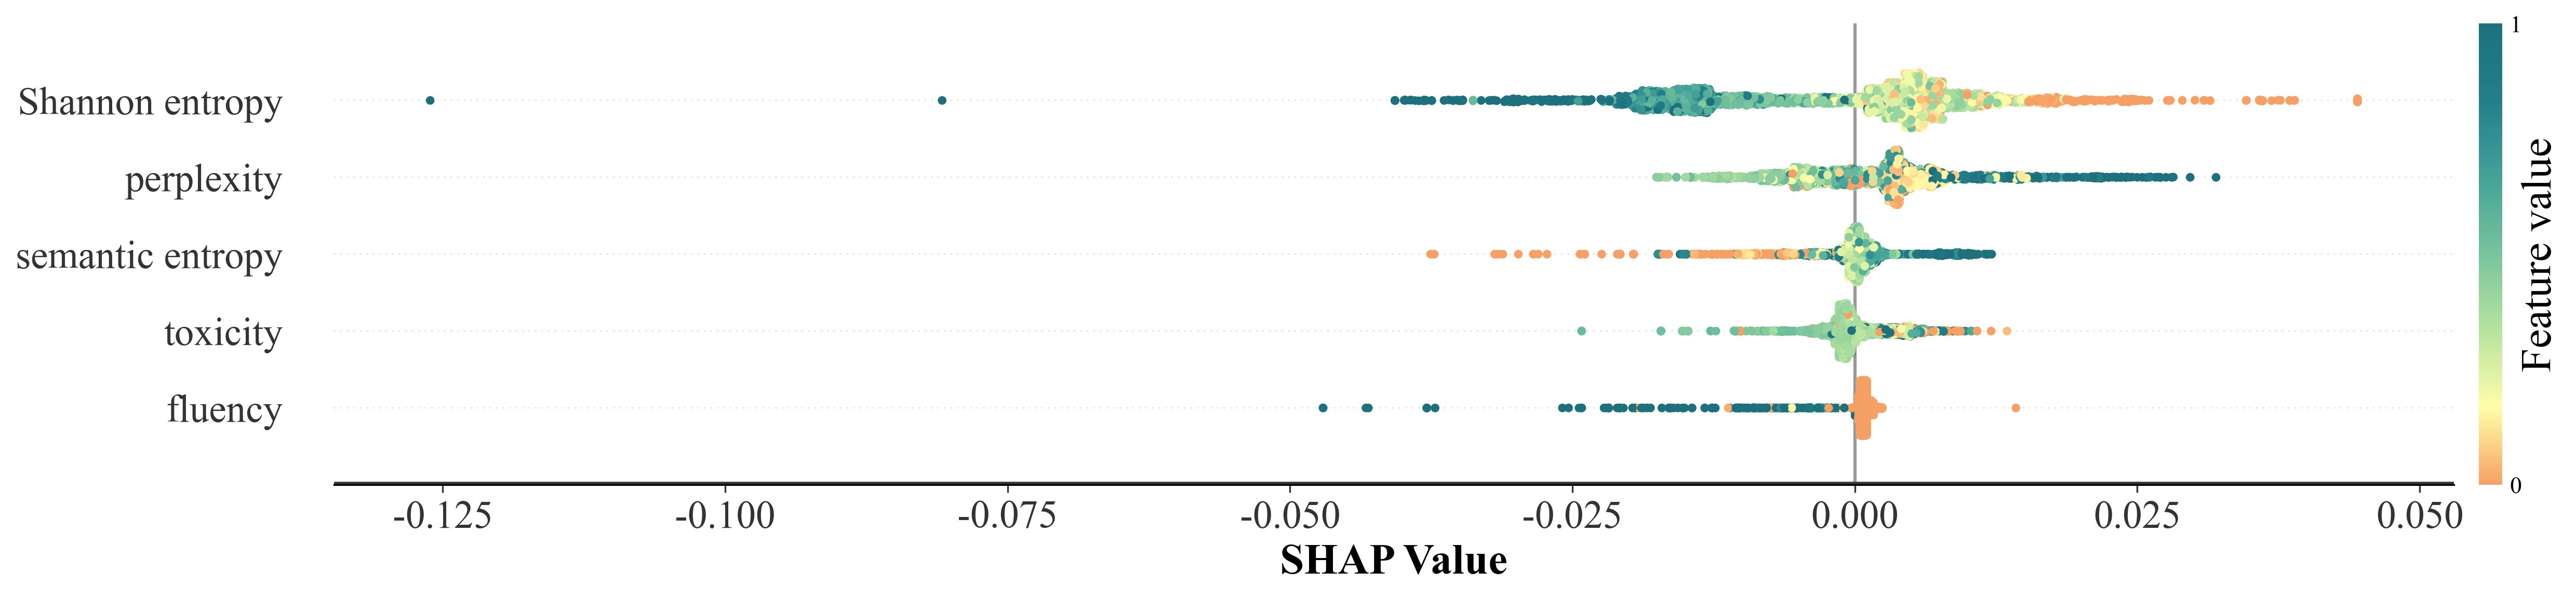 1
Shannon entropy
perplexity
semantic entropy
toxicity
fluency
Feature value
0
-0.125 -0.100 -0.075 -0.050 -0.025 0.000 0.025 0.050
SHAP Value